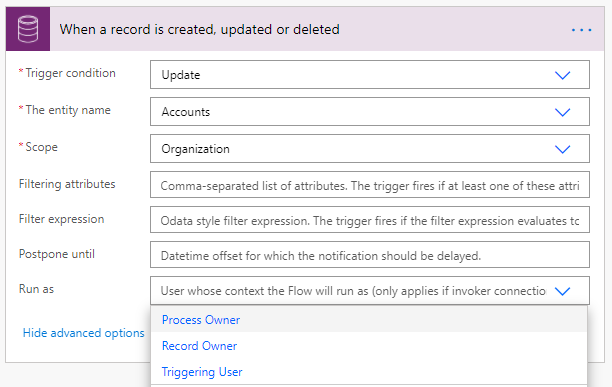 When a record is created, updated or deleted
...
* Trigger condition
Update
* The entity name
Accounts
* Scope
Organization
Filtering attributes
Comma-separated list of attributes. The trigger fires if at least one of these attri
Filter expression
Odata style filter expression. The trigger fires if the filter expression evaluates to
Postpone until
Datetime offset for which the notification should be delayed.
Run as
User whose context the Flow will run as (only applies if invoker connectio
Process Owner
Hide advanced options
Record Owner
Triggering User